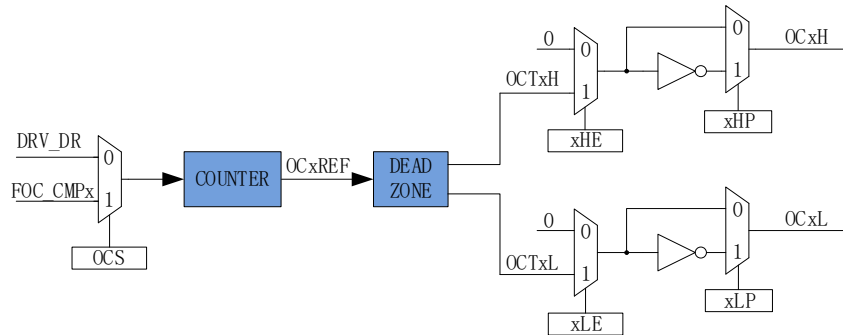 0
0
OCxH
OCTxH
1
1
xHE
xHP
DRV_DR
0
FOC_CMPx
1
OCS
COUNTER
OCxREF
DEAD
ZONE
0
0
0
OCxL
OCTxL
1
1
xLE
xLP